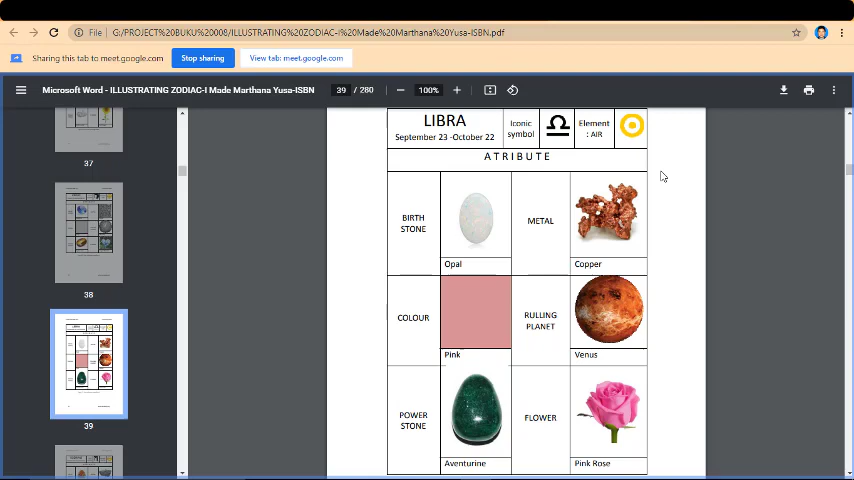 File
G:/PROJECT%20BUKU%20008/ILLUSTRATING%20ZODIAC-I%20Made%20Marthana%20Yusa-ISBN.pdf
Sharing this tab to meet.google.com
Stop sharing
View tab: meet.google.com
Microsoft Word - ILLUSTRATING ZODIAC-I Made Marthana Yusa-ISBN
39 / 280
100%
37
38
39
LIBRA
September 23 -October 22
Iconic
symbol
♎
Element
: AIR
ATRIBUTE
BIRTH
STONE
Opal
METAL
Copper
COLOUR
Pink
RULLING
PLANET
Venus
POWER
STONE
Aventurine
FLOWER
Pink Rose